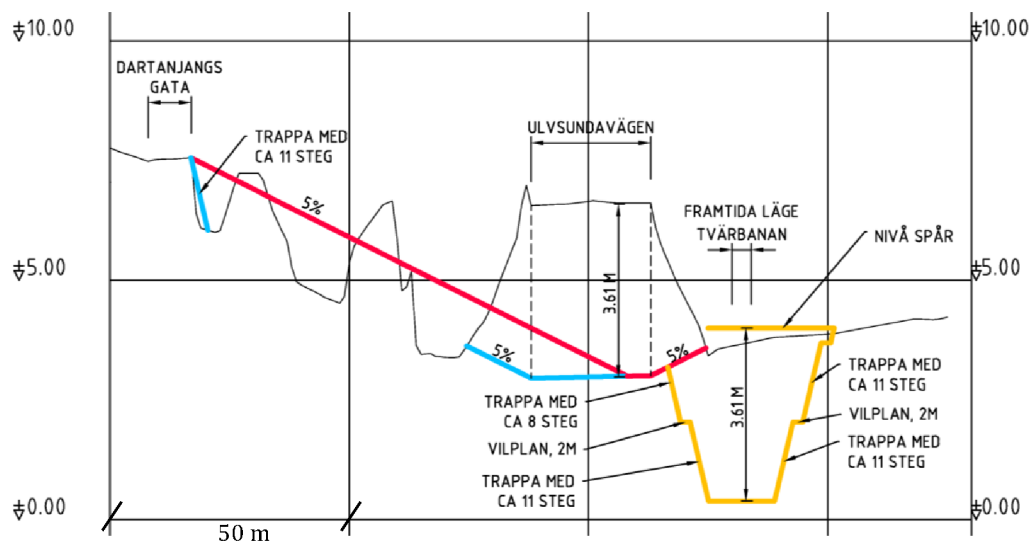 ±10.00
±10.00
DARTANJANGS
GATA
TRAPPA MED
CA 11 STEG
ULVSUNDAVÄGEN
FRAMTIDA LÄGE
TVÄRBANAN
NIVÅ SPÅR
5%
±5.00
±5.00
3.61 M
5%
5%
TRAPPA MED
CA 8 STEG
3.61 M
TRAPPA MED
CA 11 STEG
VILPLAN, 2M
VILPLAN, 2M
TRAPPA MED
CA 11 STEG
TRAPPA MED
CA 11 STEG
±0.00
±0.00
50 m